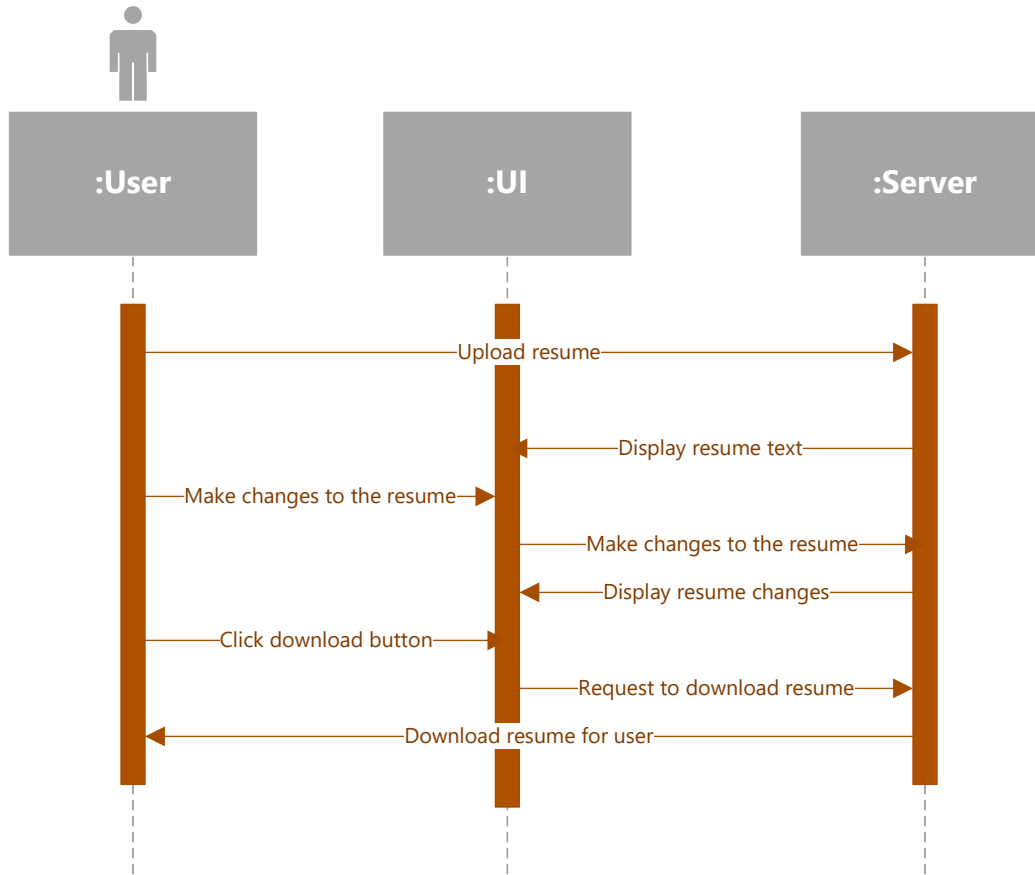 :User
:UI
:Server
Upload resume
Display resume text
Make changes to the resume
Make changes to the resume
Display resume changes
Click download button
Request to download resume
Download resume for user